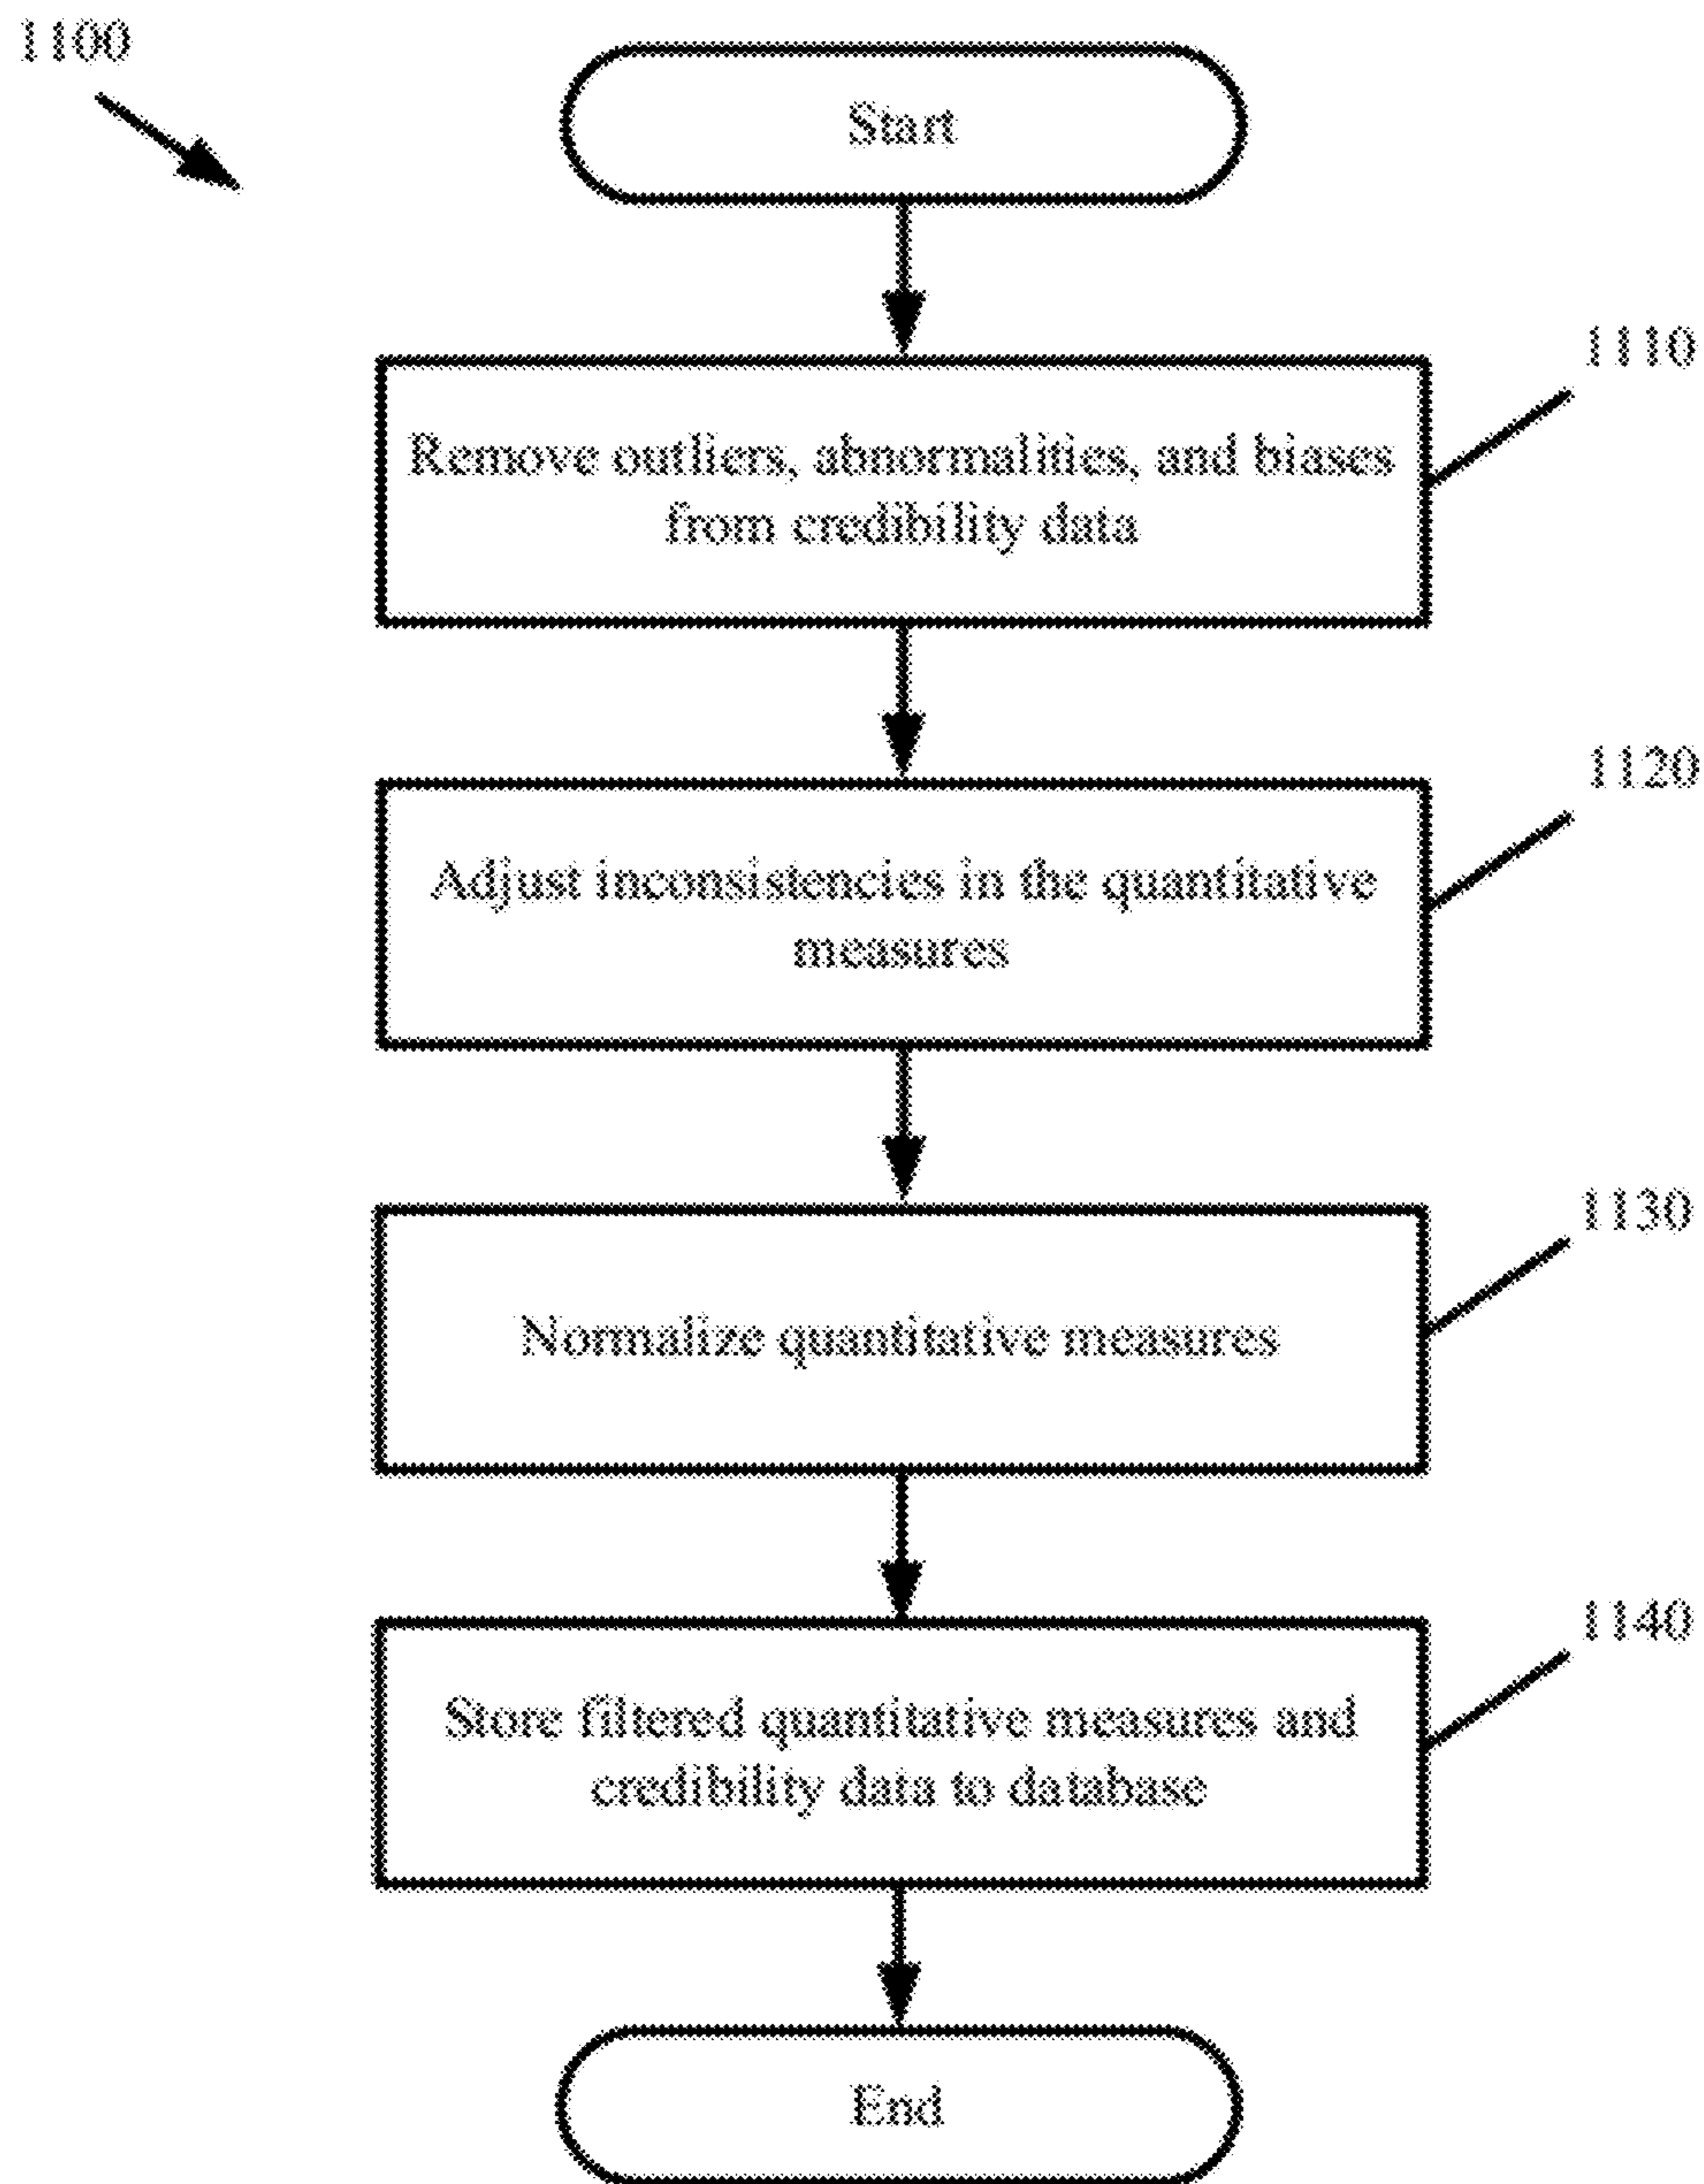 1100
Start
1110
Remove outliers, abnormalities, and biases
from credibility data
1120
Adjust inconsistencies in the quantitative
measures
1130
Normalize quantitative measures
1140
Store filtered quantitative measures and
credibility data to database
End